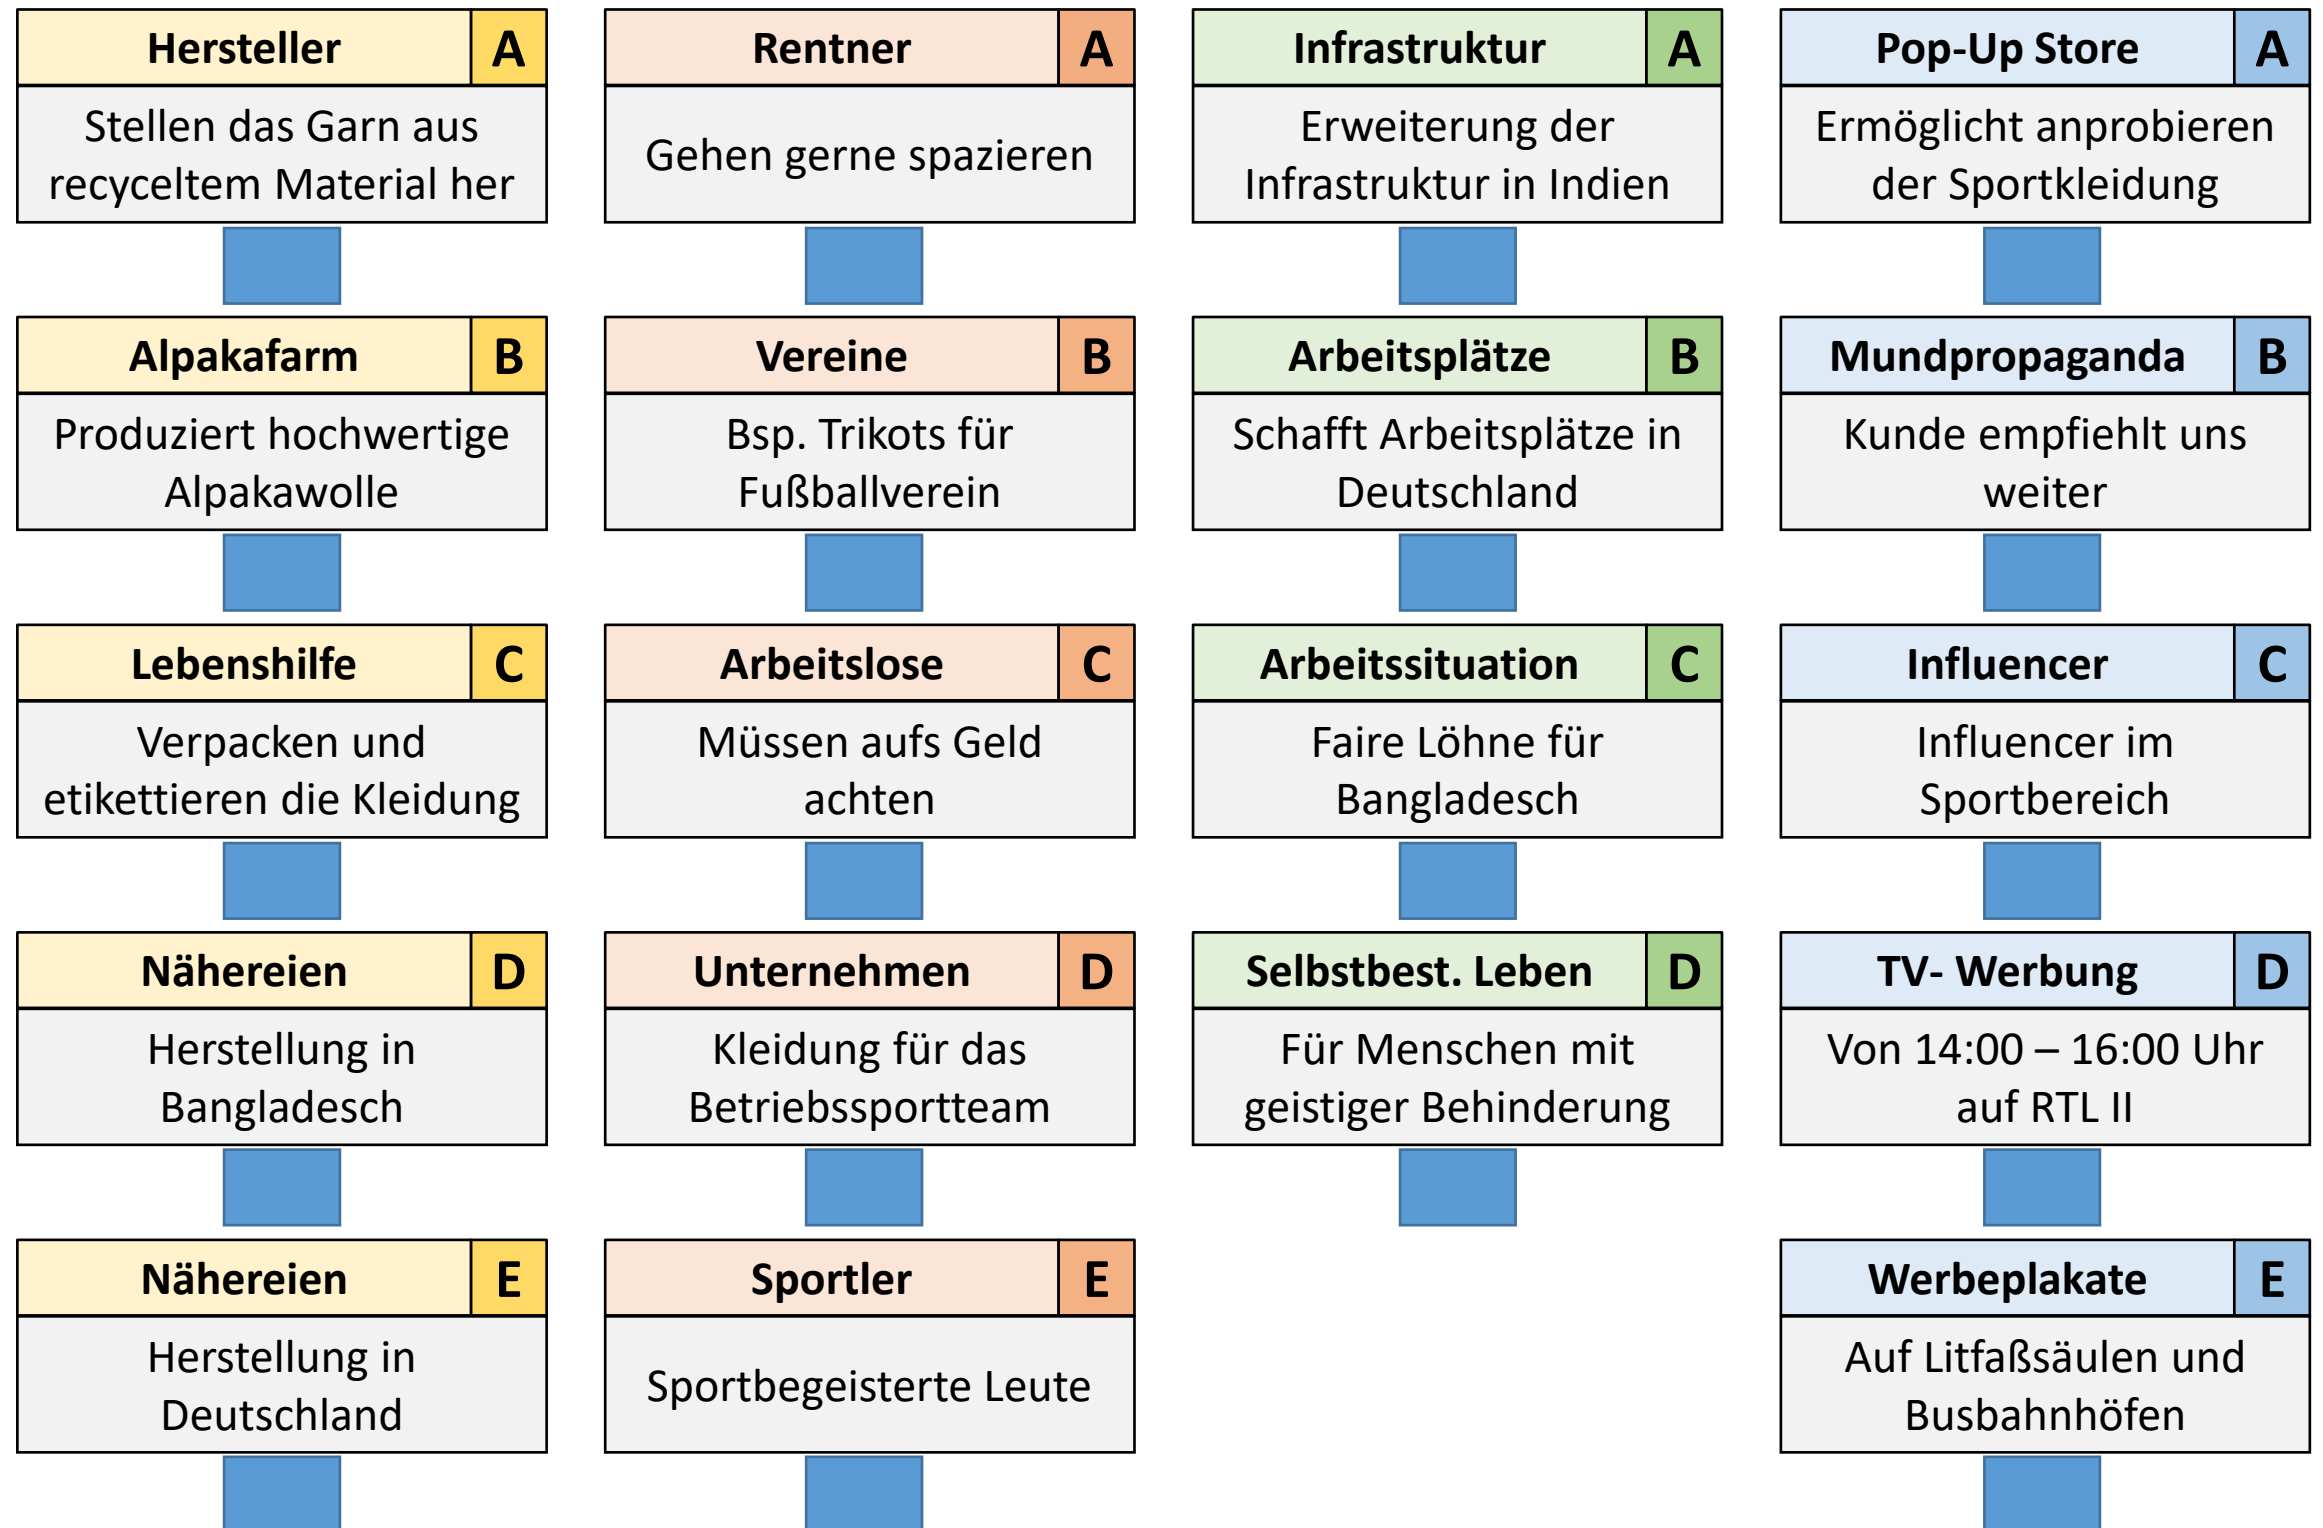 Hersteller A
Stellen das Garn aus
recyceltem Material her
Rentner A
Gehen gerne spazieren
Infrastruktur A
Erweiterung der
Infrastruktur in Indien
Pop-Up Store A
Ermöglicht anprobieren
der Sportkleidung
Alpakafarm B
Produziert hochwertige
Alpakawolle
Vereine B
Bsp. Trikots für
Fußballverein
Arbeitsplätze B
Schafft Arbeitsplätze in
Deutschland
Mundpropaganda B
Kunde empfiehlt uns
weiter
Lebenshilfe C
Verpacken und
etikettieren die Kleidung
Arbeitslose C
Müssen aufs Geld
achten
Arbeitssituation C
Faire Löhne für
Bangladesch
Influencer C
Influencer im
Sportbereich
Nähereien D
Herstellung in
Bangladesch
Unternehmen D
Kleidung für das
Betriebssportteam
Selbstbest. Leben D
Für Menschen mit
geistiger Behinderung
TV- Werbung D
Von 14:00 – 16:00 Uhr
auf RTL II
Nähereien E
Herstellung in
Deutschland
Sportler E
Sportbegeisterte Leute
Werbeplakate E
Auf Litfaßsäulen und
Busbahnhöfen